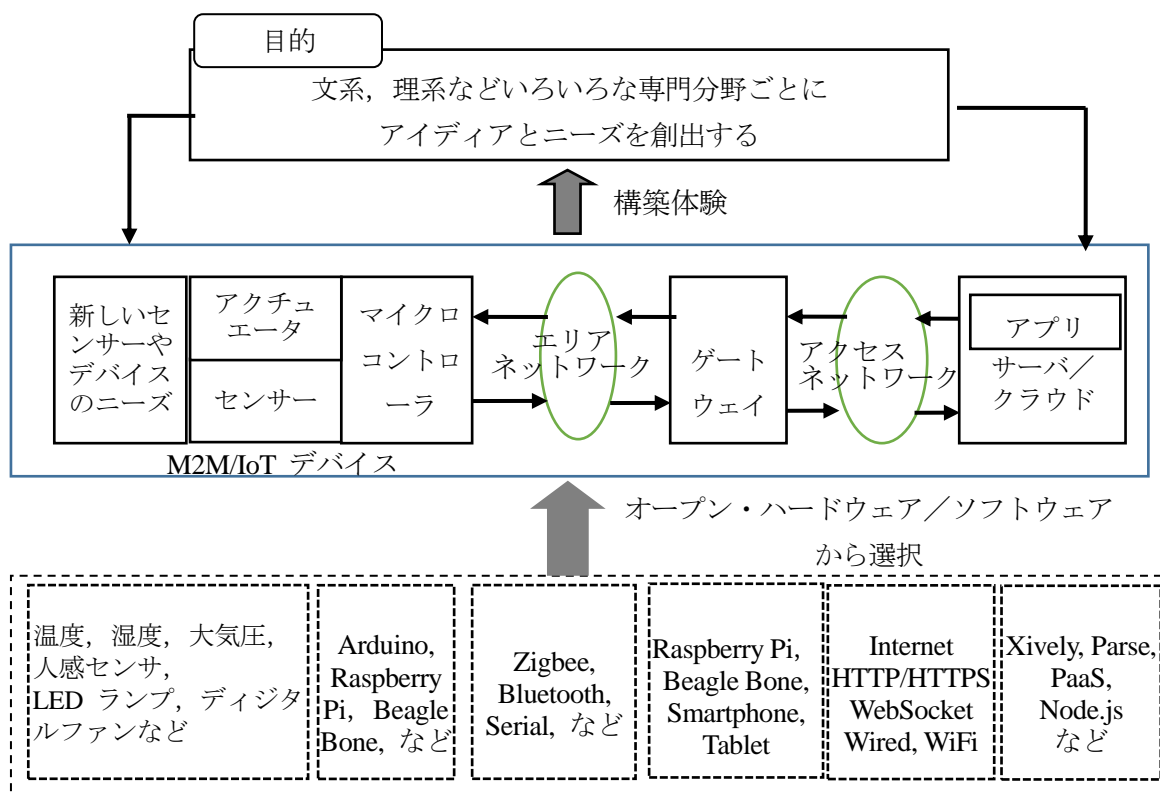 目的
文系，理系などいろいろな専門分野ごとに
アイディアとニーズを創出する
構築体験
新しいセ
ンサーや
デバイス
のニーズ
アクチュ
エータ
センサー
マイクロ
コントロ
ーラ
エリア
ネットワーク
ゲート
ウェイ
アクセス
ネットワーク
アプリ
サーバ／
クラウド
M2M/IoT デバイス
オープン・ハードウェア／ソフトウェア
から選択
温度，湿度，大気圧，
人感センサ，
LED ランプ，ディジタ
ルファンなど
Arduino,
Raspberry
Pi，Beagle
Bone, など
Zigbee,
Bluetooth,
Serial, など
Raspberry Pi,
Beagle Bone,
Smartphone,
Tablet
Internet
HTTP/HTTPS
WebSocket
Wired, WiFi
Xively, Parse,
PaaS,
Node.js
など